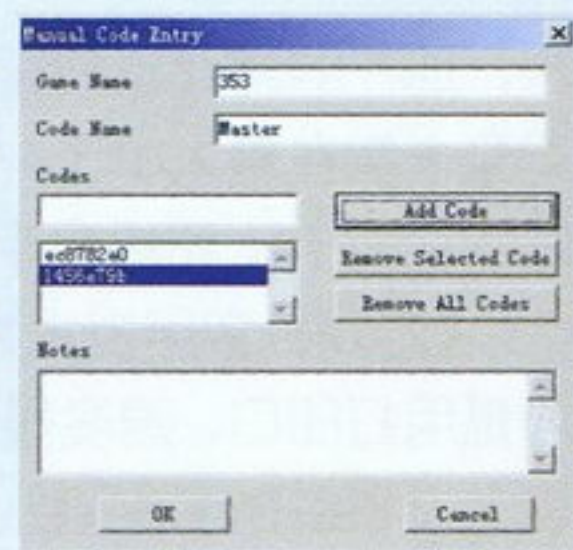 Manual Code Entry
Game Name
353
Code Name
Master
Codes
Add Code
ec8782e0
Remove Selected Code
1456e79b
Remove All Codes
Notes
OK
Cancel